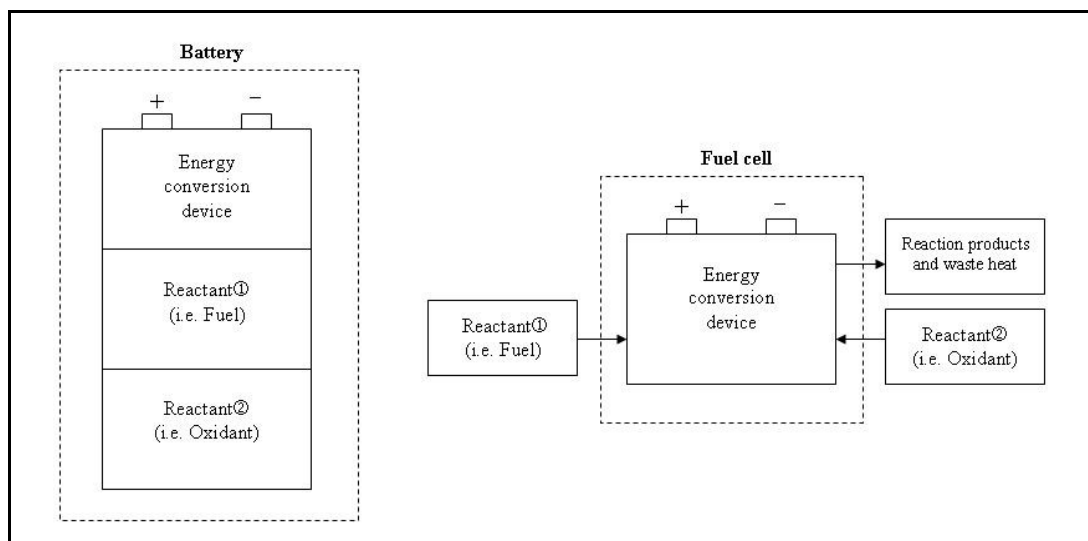 Battery
+ −
Energy
conversion
device
Reactant①
(i.e. Fuel)
Reactant②
(i.e. Oxidant)
Fuel cell
+ −
Energy
conversion
device
Reactant①
(i.e. Fuel)
Reaction products
and waste heat
Reactant②
(i.e. Oxidant)